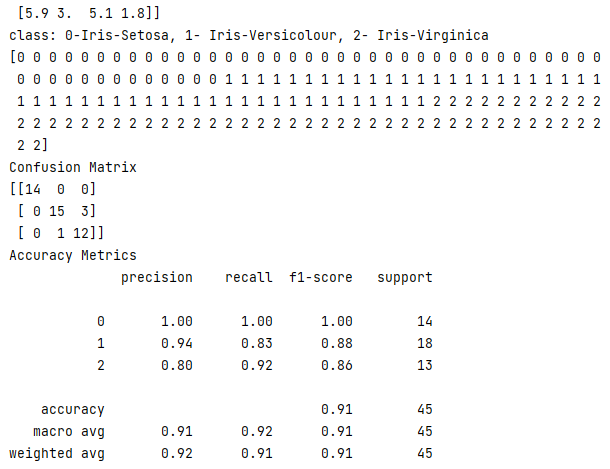 [5.9 3. 5.1 1.8]]
class: 0-Iris-Setosa, 1- Iris-Versicolour, 2- Iris-Virginica
[0 0 0 0 0 0 0 0 0 0 0 0 0 0 0 0 0 0 0 0 0 0 0 0 0 0 0 0 0 0 0 0 0 0 0 0 0
0 0 0 0 0 0 0 0 0 0 0 0 0 1 1 1 1 1 1 1 1 1 1 1 1 1 1 1 1 1 1 1 1 1 1 1 1
1 1 1 1 1 1 1 1 1 1 1 1 1 1 1 1 1 1 1 1 1 1 1 1 1 1 2 2 2 2 2 2 2 2 2 2 2
2 2 2 2 2 2 2 2 2 2 2 2 2 2 2 2 2 2 2 2 2 2 2 2 2 2 2 2 2 2 2 2 2 2 2 2 2
2 2]
Confusion Matrix
[[14 0 0]
[ 0 15 3]
[ 0 1 12]]
Accuracy Metrics
precision recall f1-score support
0 1.00 1.00 1.00 14
1 0.94 0.83 0.88 18
2 0.80 0.92 0.86 13
accuracy 0.91 45
macro avg 0.91 0.92 0.91 45
weighted avg 0.92 0.91 0.91 45